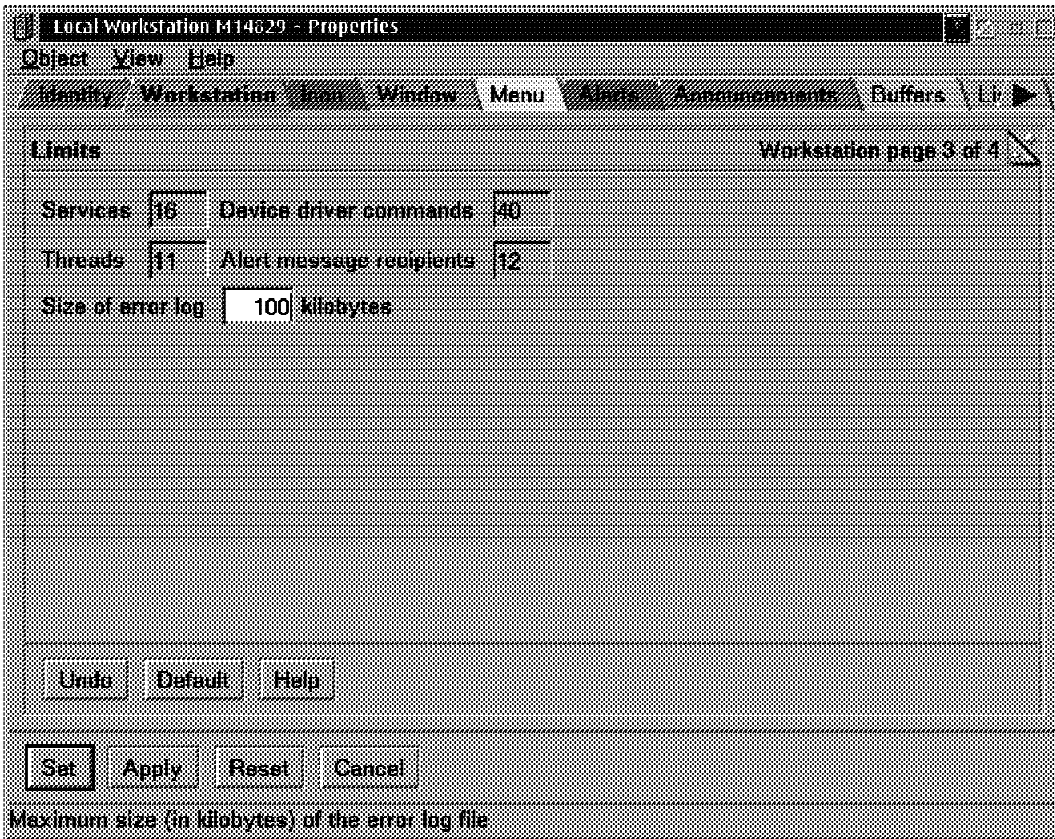 Local Workstation M14829 - Properties
Object View Help
Identity Workstation Icon Window Menu Alerts Announcements Buffers Li
Limits Workstation page 3 of 4
Services 16 Device driver commands 40
Threads 11 Alert message recipients 12
Size of error log 100 kilobytes
Undo Default Help
Set Apply Reset Cancel
Maximum size (in kilobytes) of the error log file